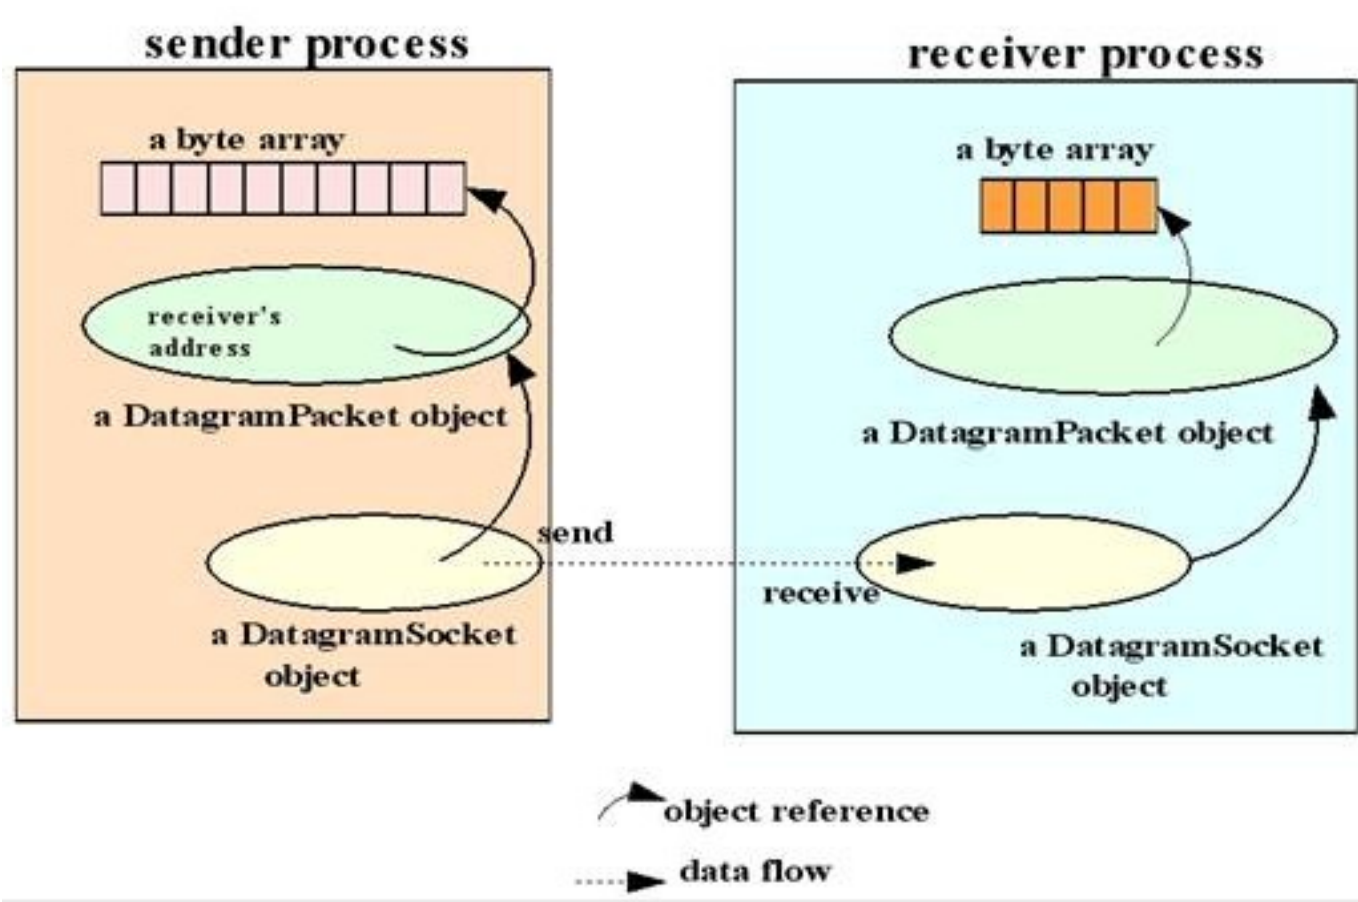 sender process
a byte array
receiver's
address
a DatagramPacket object
send
a DatagramSocket
object
receiver process
a byte array
a DatagramPacket object
receive
a DatagramSocket
object
object reference
data flow